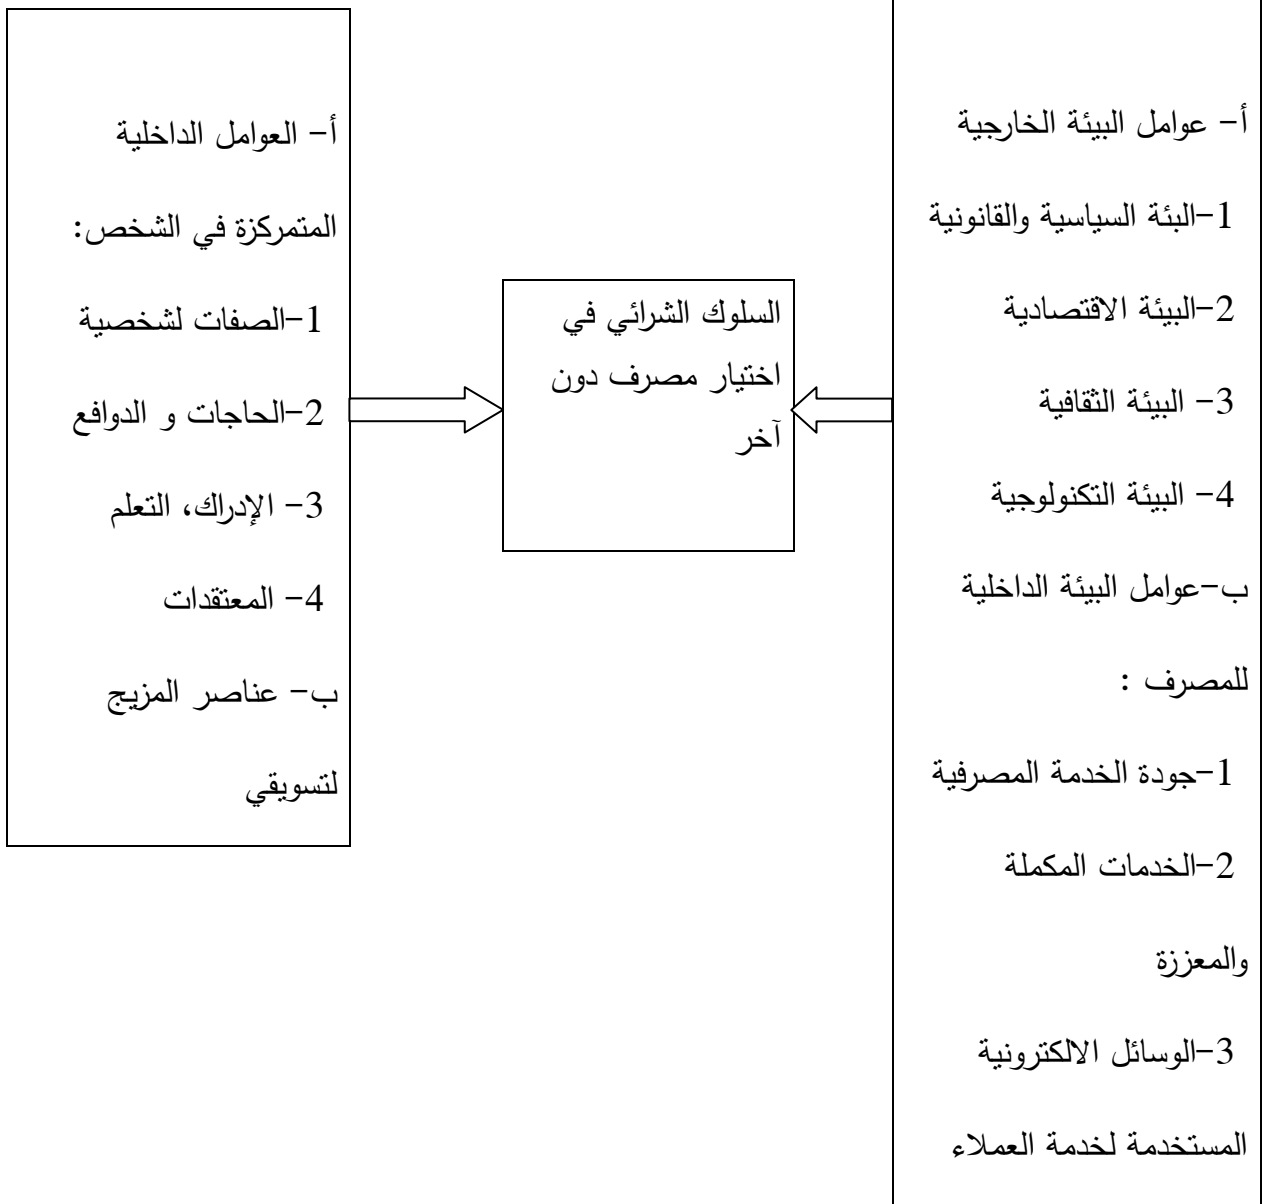 أ- عوامل البيئة الخارجية
1-البئة السياسية والقانونية
2-البيئة الاقتصادية
3- البيئة الثقافية
4- البيئة التكنولوجية
ب-عوامل البيئة الداخلية
للمصرف :
1-جودة الخدمة المصرفية
2-الخدمات المكملة
والمعززة
3-الوسائل الالكترونية
المستخدمة لخدمة العملاء
السلوك الشرائي في
اختيار مصرف دون
آخر
أ- العوامل الداخلية
المتمركزة في الشخص:
1-الصفات لشخصية
2-الحاجات و الدوافع
3- الإدراك، التعلم
4- المعتقدات
ب- عناصر المزيج
لتسويقي